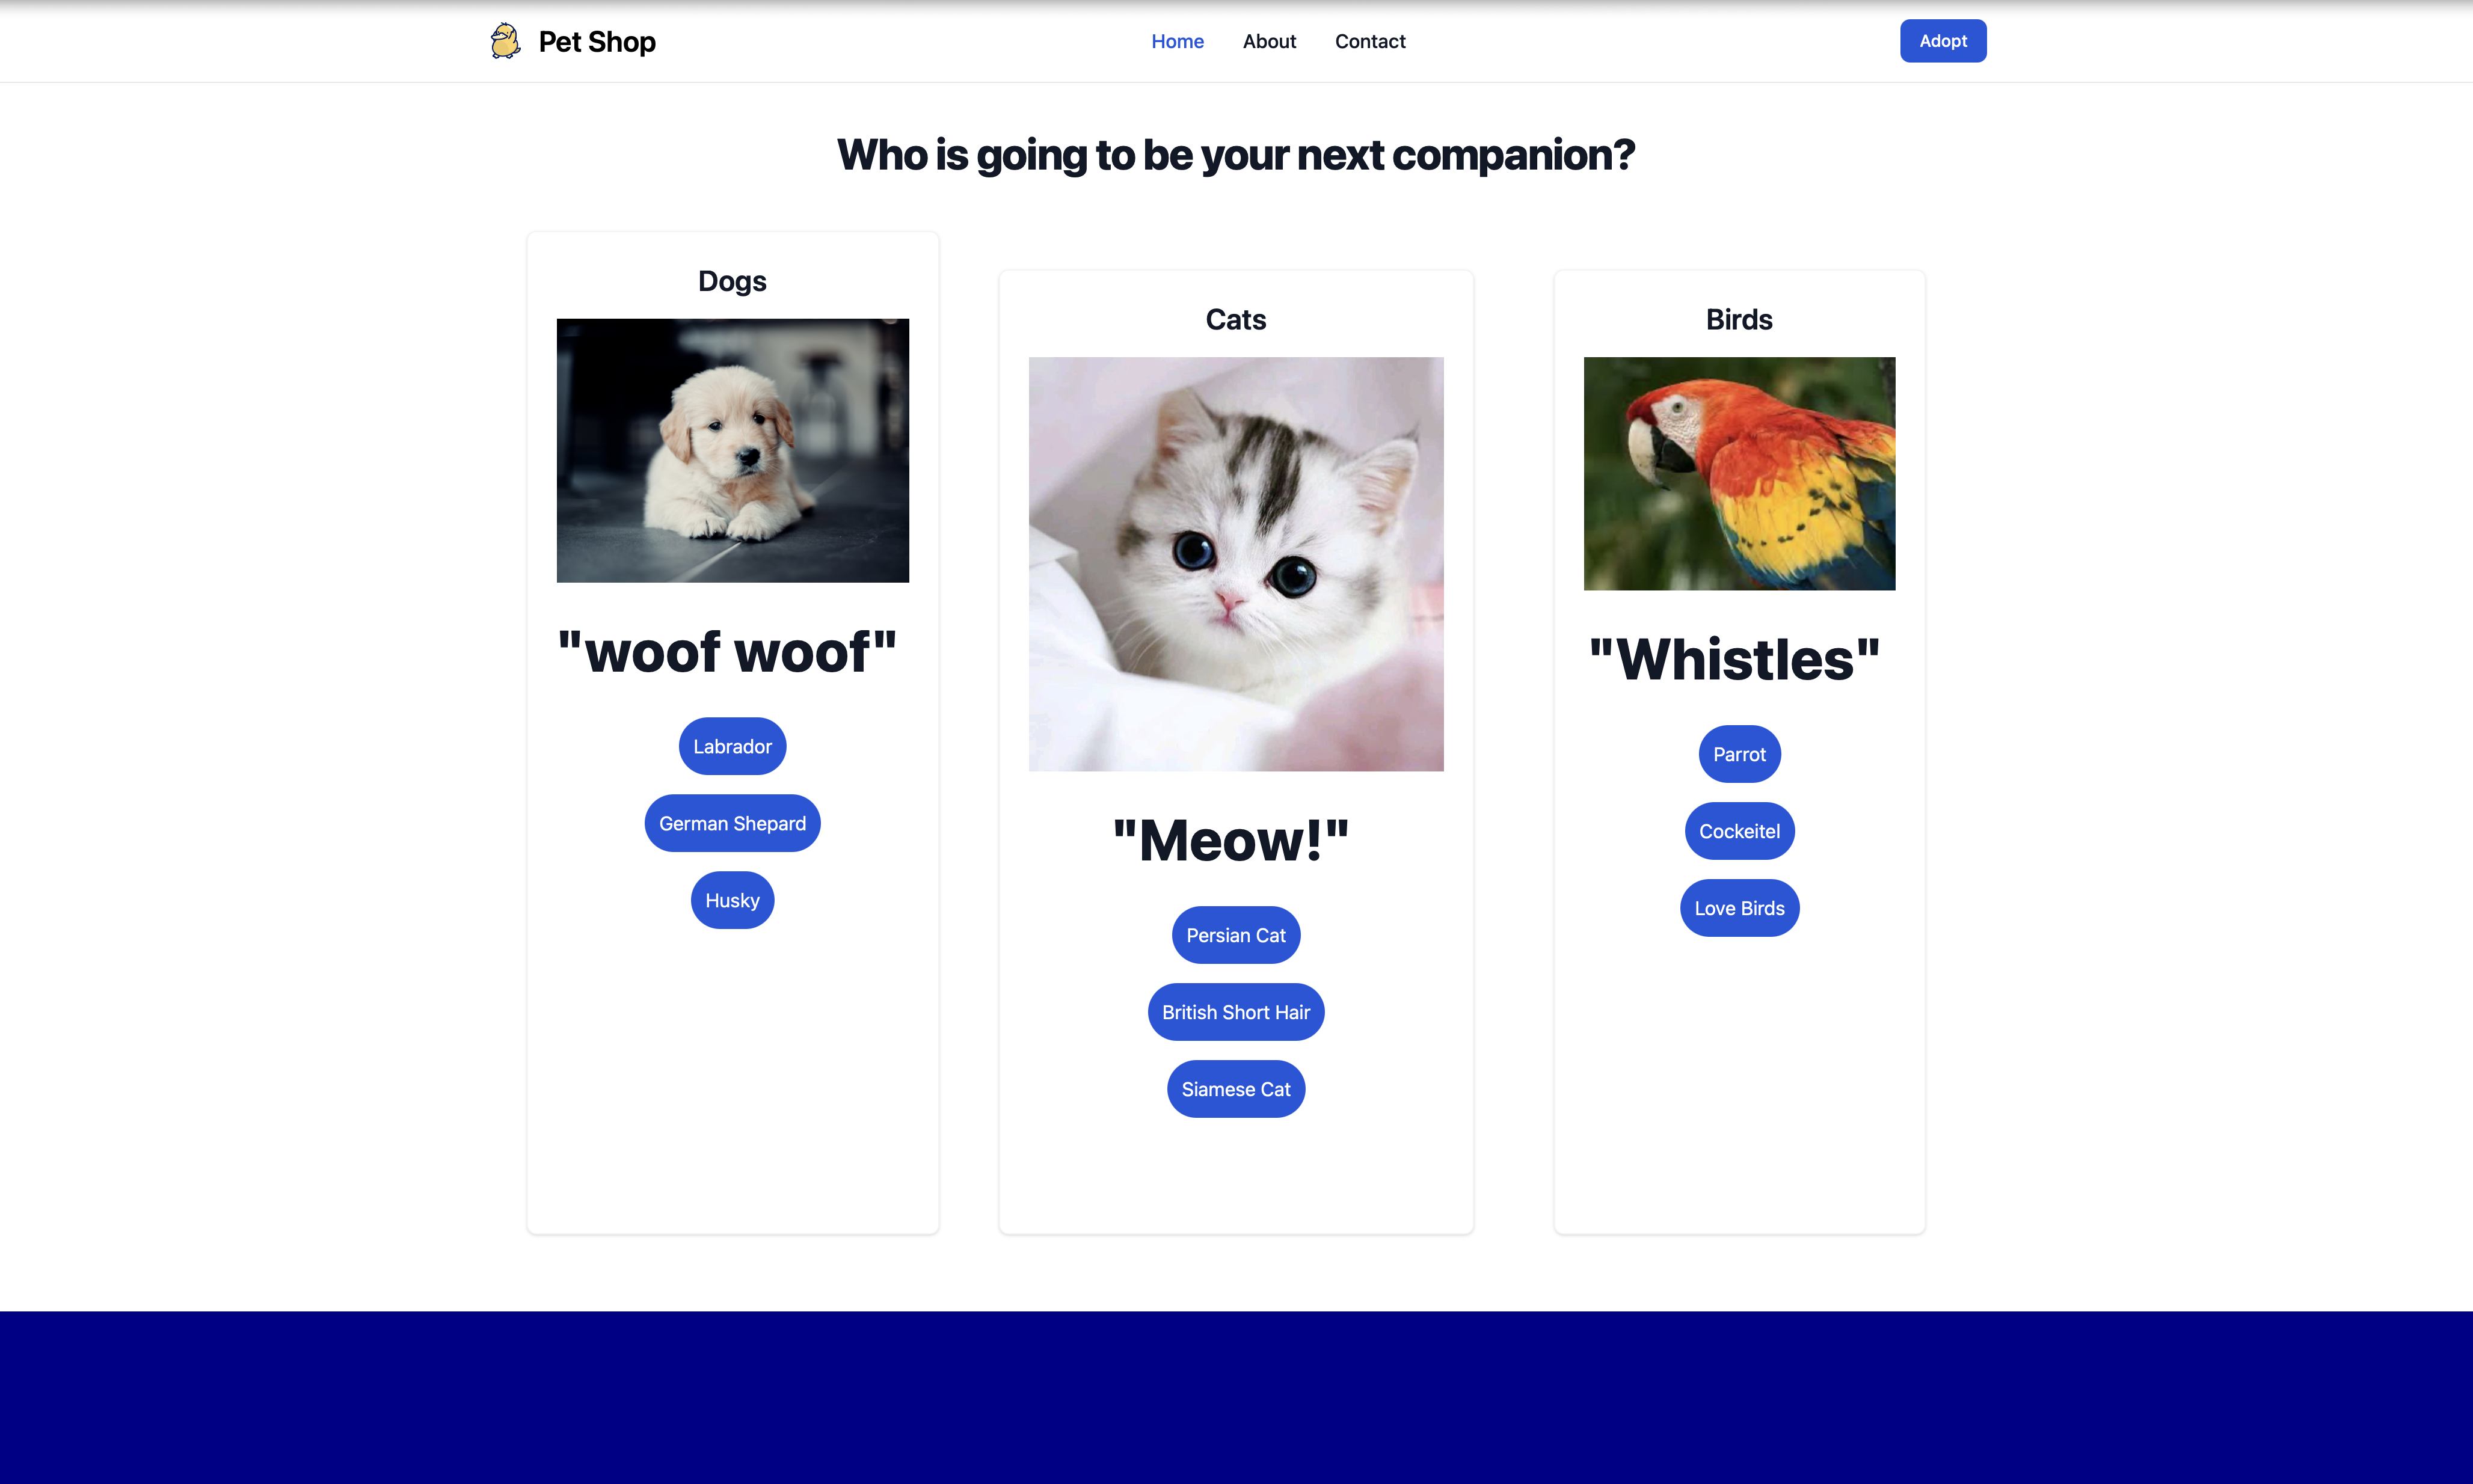 Pet Shop
Home About Contact
Adopt
Who is going to be your next companion?
Dogs
"woof woof"
Labrador
German Shepard
Husky
Cats
"Meow!"
Persian Cat
British Short Hair
Siamese Cat
Birds
"Whistles"
Parrot
Cockeitel
Love Birds